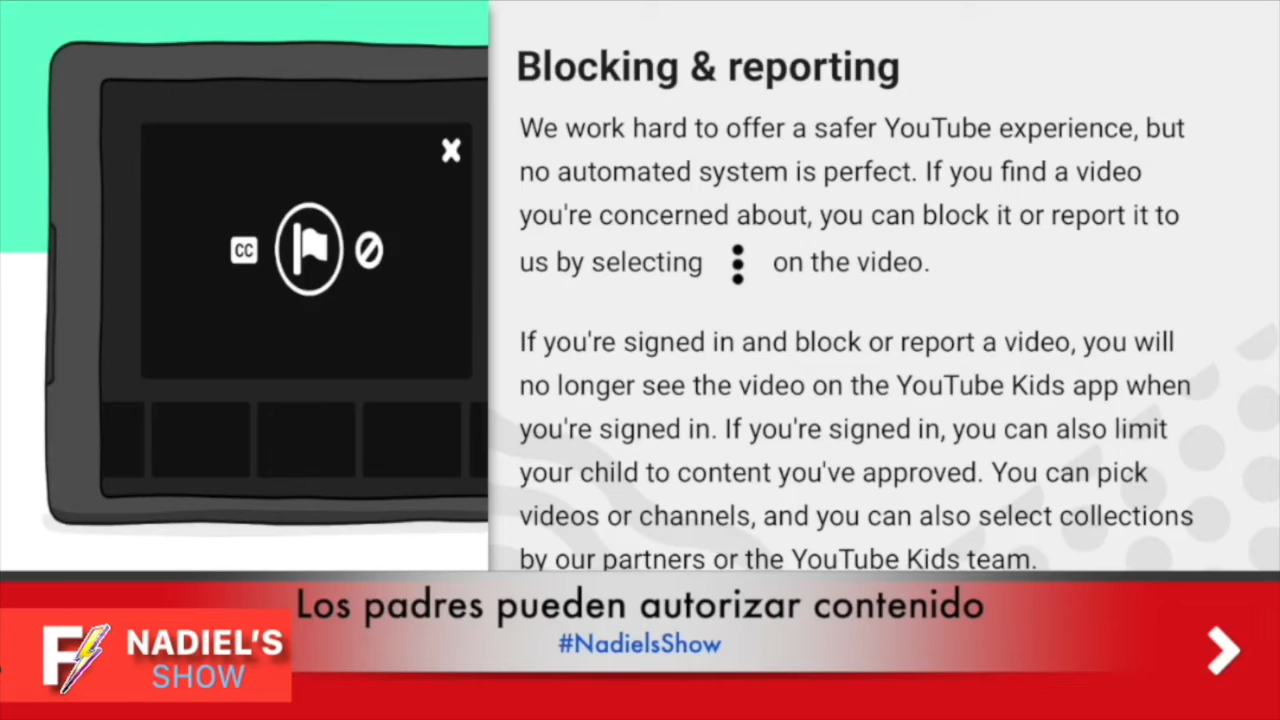 Blocking & reporting
We work hard to offer a safer YouTube experience, but
no automated system is perfect. If you find a video
you're concerned about, you can block it or report it to
us by selecting on the video.
If you're signed in and block or report a video, you will
no longer see the video on the YouTube Kids app when
you're signed in. If you're signed in, you can also limit
your child to content you've approved. You can pick
videos or channels, and you can also select collections
by our partners or the YouTube Kids team.
CC
Los padres pueden autorizar contenido
#NadielsShow
F NADIEL'S
SHOW